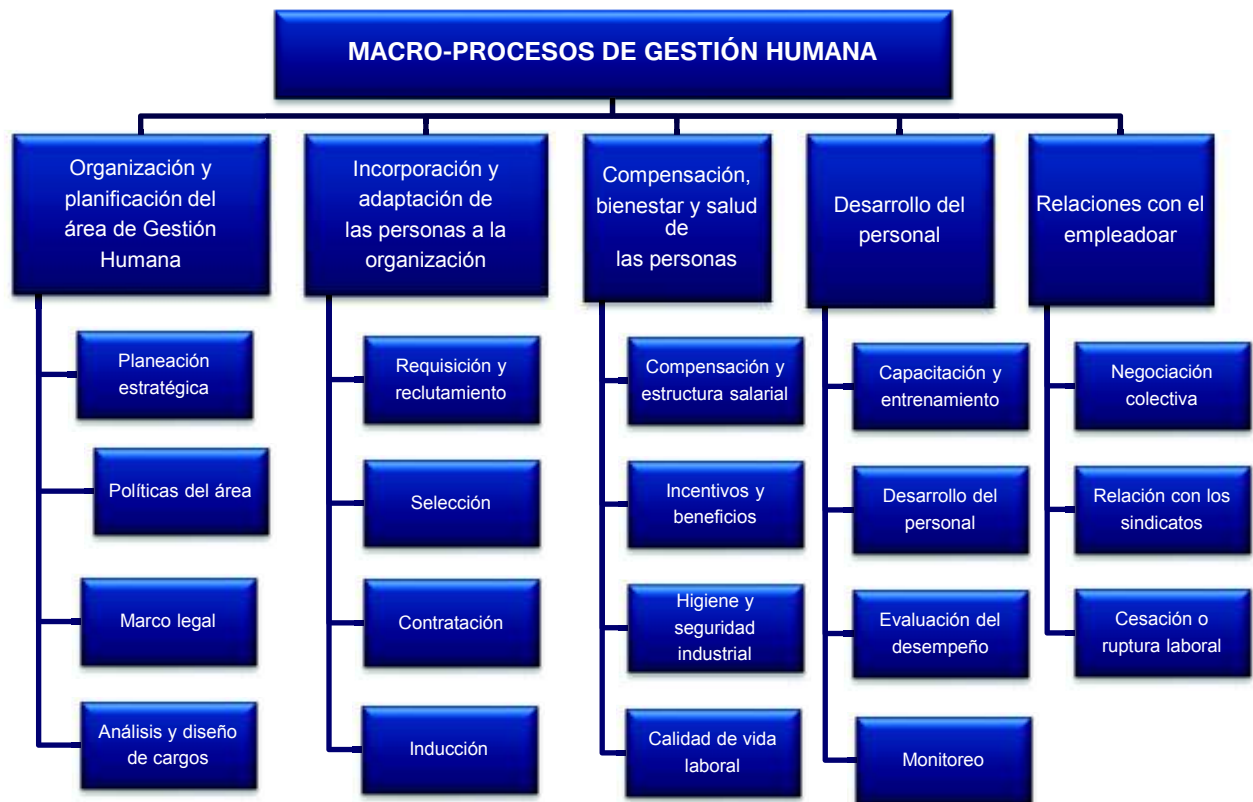 MACRO-PROCESOS DE GESTIÓN HUMANA
Organización y
planificación del
área de Gestión
Humana
Planeación
estratégica
Políticas del área
Marco legal
Análisis y diseño
de cargos
Incorporación y
adaptación de
las personas a la
organización
Requisición y
reclutamiento
Selección
Contratación
Inducción
Compensación,
bienestar y salud
de
las personas
Compensación y
estructura salarial
Incentivos y
beneficios
Higiene y
seguridad
industrial
Calidad de vida
laboral
Desarrollo del
personal
Capacitación y
entrenamiento
Desarrollo del
personal
Evaluación del
desempeño
Monitoreo
Relaciones con el
empleadoar
Negociación
colectiva
Relación con los
sindicatos
Cesación o
ruptura laboral